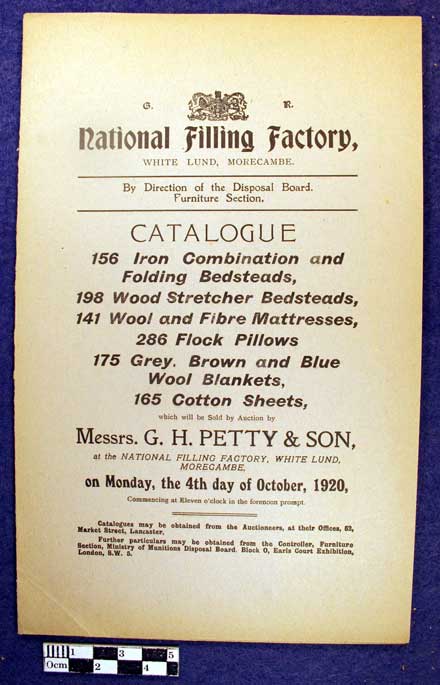 G. R.
National Filling Factory,
WHITE LUND, MORECAMBE.
By Direction of the Disposal Board.
Furniture Section.
CATALOGUE
156 Iron Combination and
Folding Bedsteads,
198 Wood Stretcher Bedsteads,
141 Wool and Fibre Mattresses,
286 Flock Pillows
175 Grey, Brown and Blue
Wool Blankets,
165 Cotton Sheets,
which will be Sold by Auction by
Messrs. G. H. PETTY & SON,
at the NATIONAL FILLING FACTORY, WHITE LUND,
MORECAMBE,
on Monday, the 4th day of October, 1920,
Commencing at Eleven o'clock in the forenoon prompt.
Catalogues may be obtained from the Auctioneers, at their Offices, 52,
Market Street, Lancaster.
Further particulars may be obtained from the Controller, Furniture
Section, Ministry of Munitions Disposal Board. Block O, Earls Court Exhibition,
London, S.W. 5.
1 3 5
0cm 2 4